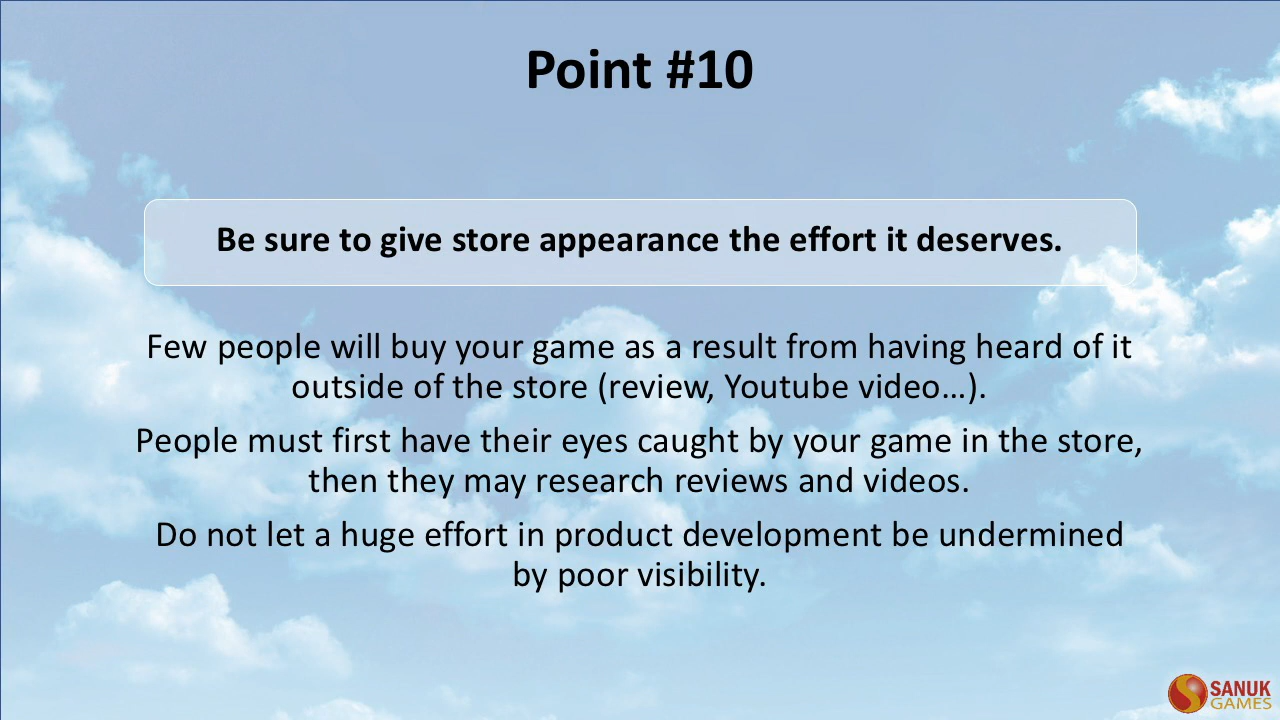 Point #10
Be sure to give store appearance the effort it deserves.
Few people will buy your game as a result from having heard of it
outside of the store (review, Youtube video…).
People must first have their eyes caught by your game in the store,
then they may research reviews and videos.
Do not let a huge effort in product development be undermined
by poor visibility.
SANUK
GAMES